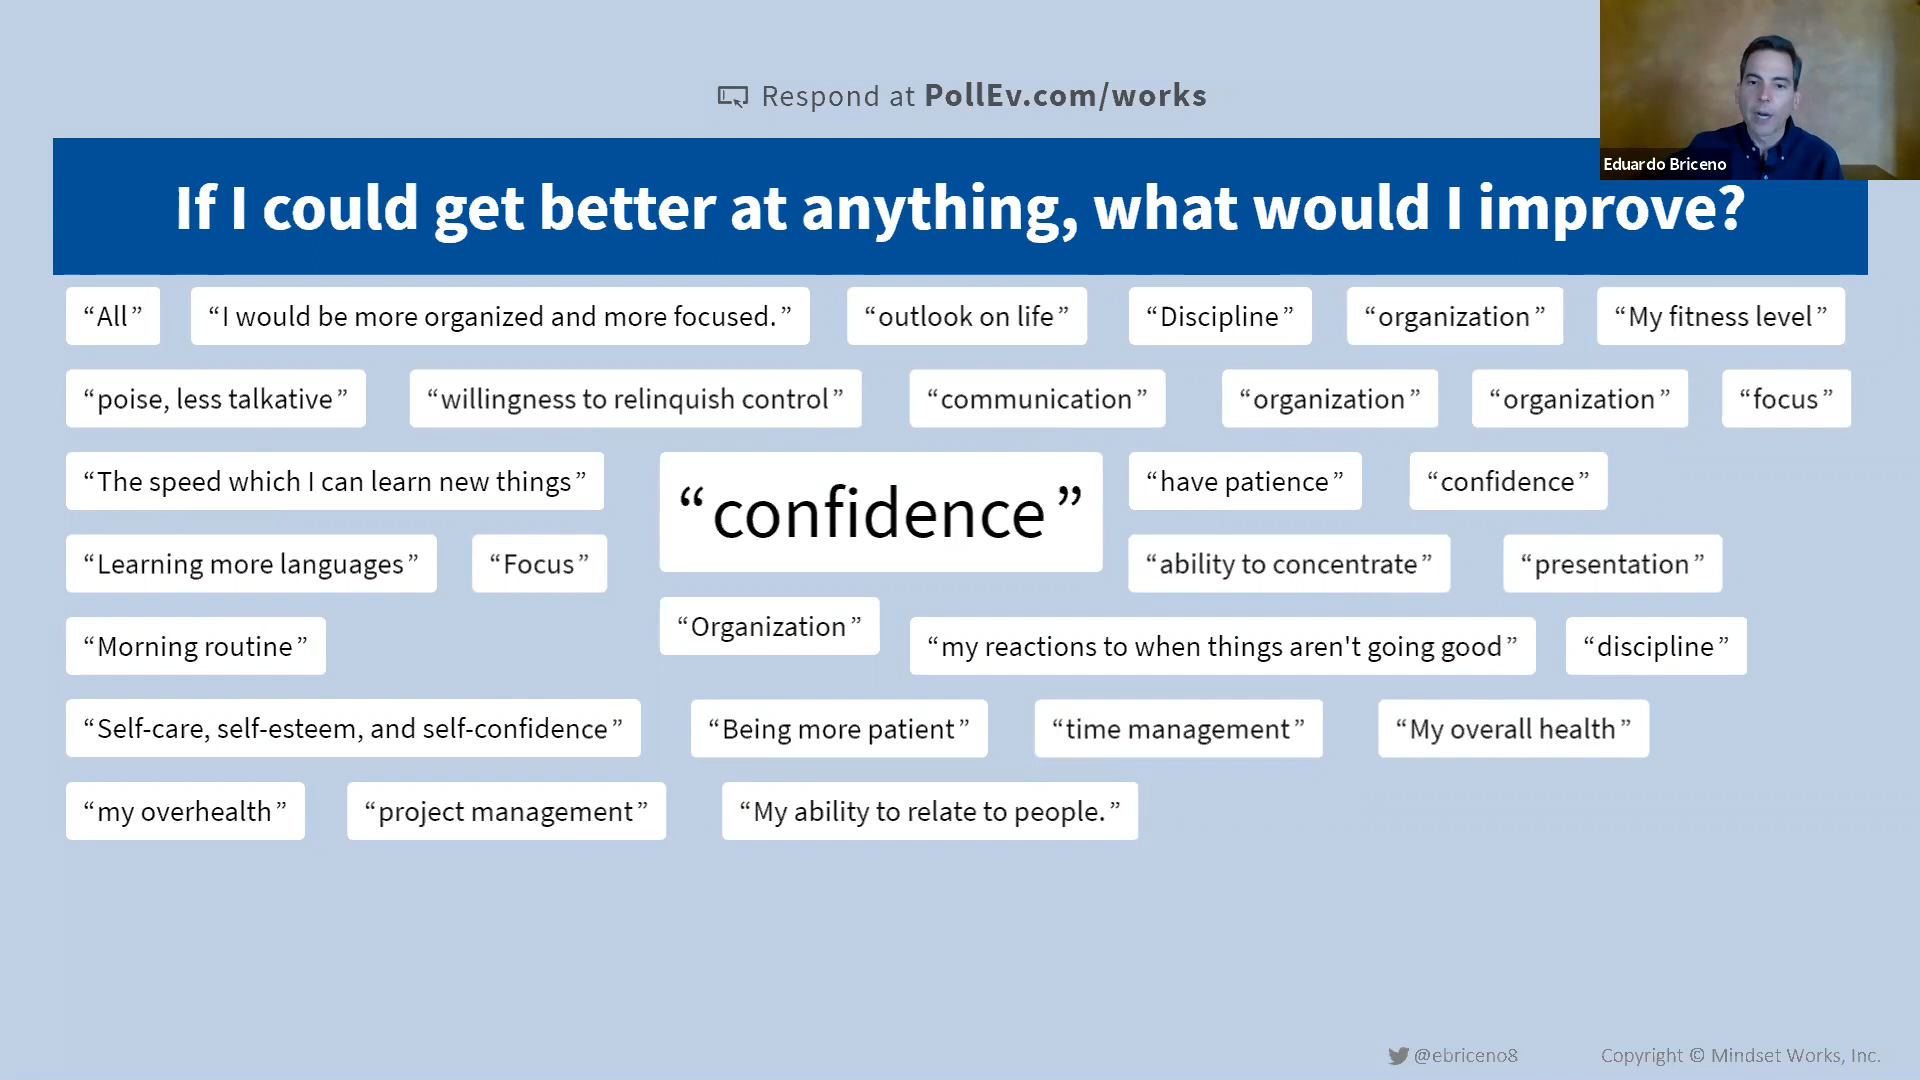 Respond at PollEv.com/works
Eduardo Briceno
If I could get better at anything, what would I improve?
“All”
“I would be more organized and more focused.”
“outlook on life”
“Discipline”
“organization”
“My fitness level”
“poise, less talkative”
“willingness to relinquish control”
“communication”
“organization”
“organization”
“focus”
“The speed which I can learn new things”
“confidence”
“have patience”
“confidence”
“Learning more languages”
“Focus”
“ability to concentrate”
“presentation”
“Morning routine”
“Organization”
“my reactions to when things aren't going good”
“discipline”
“Self-care, self-esteem, and self-confidence”
“Being more patient”
“time management”
“My overall health”
“my overhealth”
“project management”
“My ability to relate to people.”
@ebriceno8
Copyright © Mindset Works, Inc.